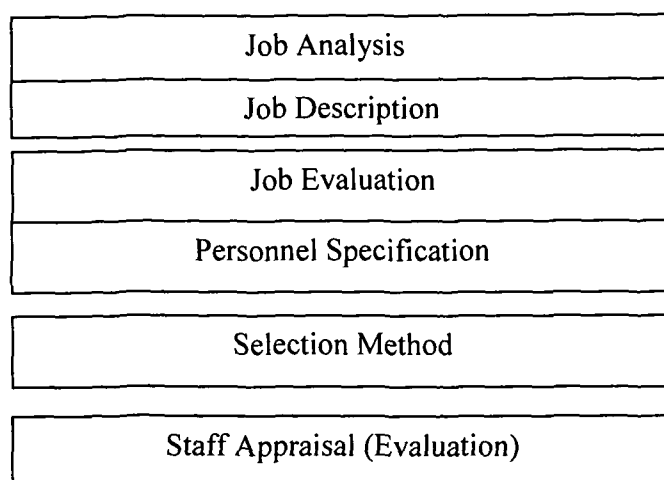 Job Analysis
Job Description
Job Evaluation
Personnel Specification
Selection Method
Staff Appraisal (Evaluation)